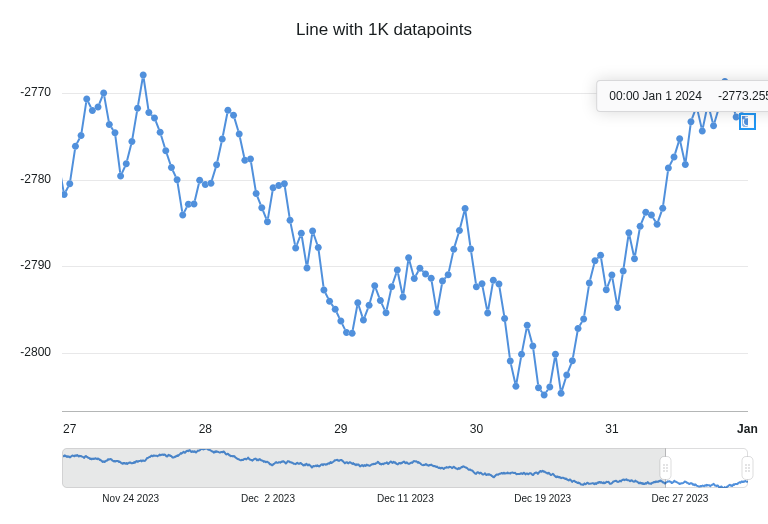 Line with 1K datapoints
-2770
00:00 Jan 1 2024 -2773.255
-2780
-2790
-2800
27 28 29 30 31 Jan
Nov 24 2023 Dec 2 2023 Dec 11 2023 Dec 19 2023 Dec 27 2023